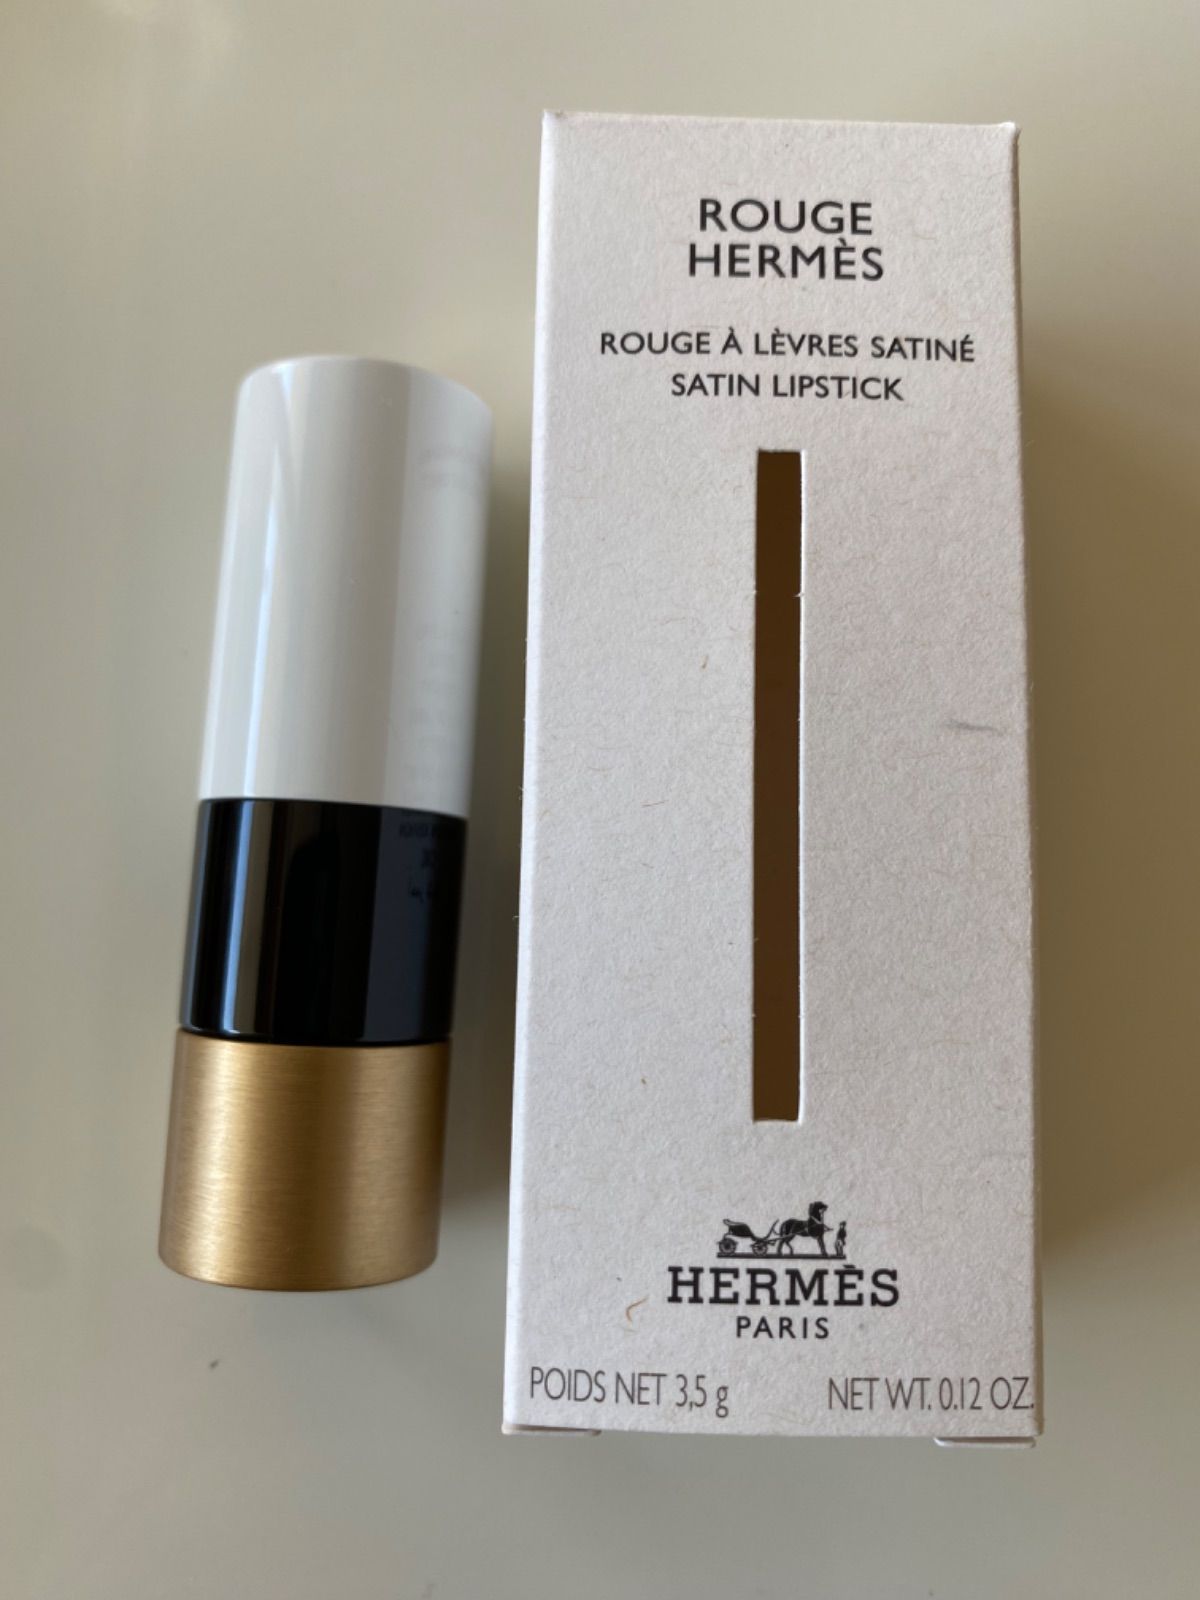 ROUGE
HERMÈS
ROUGE À LÈVRES SATINÉ
SATIN LIPSTICK
HERMÈS
PARIS
POIDS NET 3,5 g
NET WT. 0.12 OZ.